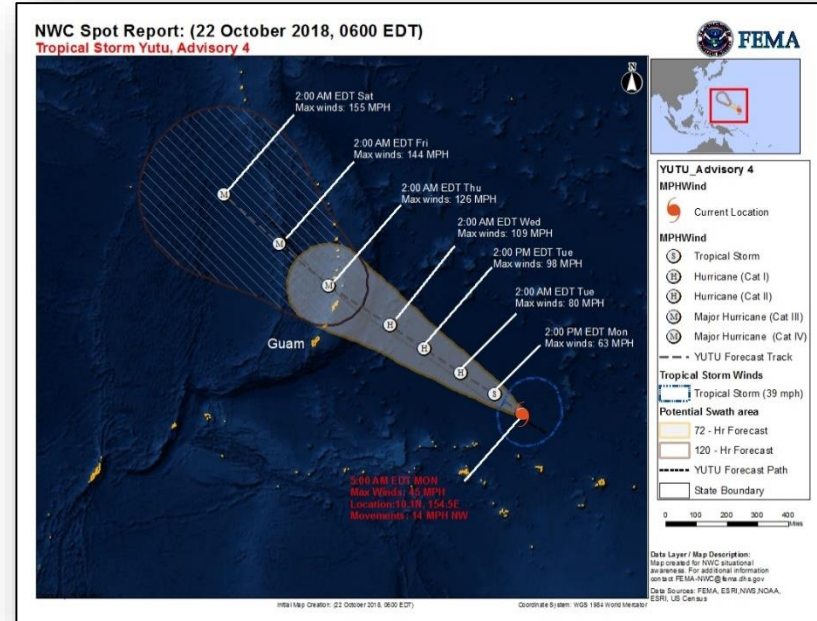 NWC Spot Report: (22 October 2018, 0600 EDT)
Tropical Storm Yutu, Advisory 4
FEMA
N
2:00 AM EDT Sat
Max winds: 155 MPH
2:00 AM EDT Fri
Max winds: 144 MPH
2:00 AM EDT Thu
Max winds: 126 MPH
2:00 AM EDT Wed
Max winds: 109 MPH
2:00 PM EDT Tue
Max winds: 98 MPH
2:00 AM EDT Tue
Max winds: 80 MPH
2:00 PM EDT Mon
Max winds: 63 MPH
M
M
M
H
H
H
S
Guam
5:00 AM EDT MON
Max Winds: 45 MPH
Location:10.1N, 154.5E
Movements: 14 MPH NW
YUTU_Advisory 4
MPHWind
Current Location
MPHWind
S Tropical Storm
H Hurricane (Cat I)
H Hurricane (Cat II)
M Major Hurricane (Cat III)
M Major Hurricane (Cat IV)
YUTU Forecast Track
Tropical Storm Winds
Tropical Storm (39 mph)
Potential Swath area
72 - Hr Forecast
120 - Hr Forecast
YUTU Forecast Path
State Boundary
0 100 200 300 400
Miles
Data Layer / Map Description:
Map created for NWC situational
awareness. For additional information
contact FEMA-NWC@fema.dhs.gov
Data Sources: FEMA, ESRI,NWS,NOAA,
ESRI, US Census
Initial Map Creation: (22 October 2018, 0600 EDT)
Coordinate System: WGS 1984 World Mercator